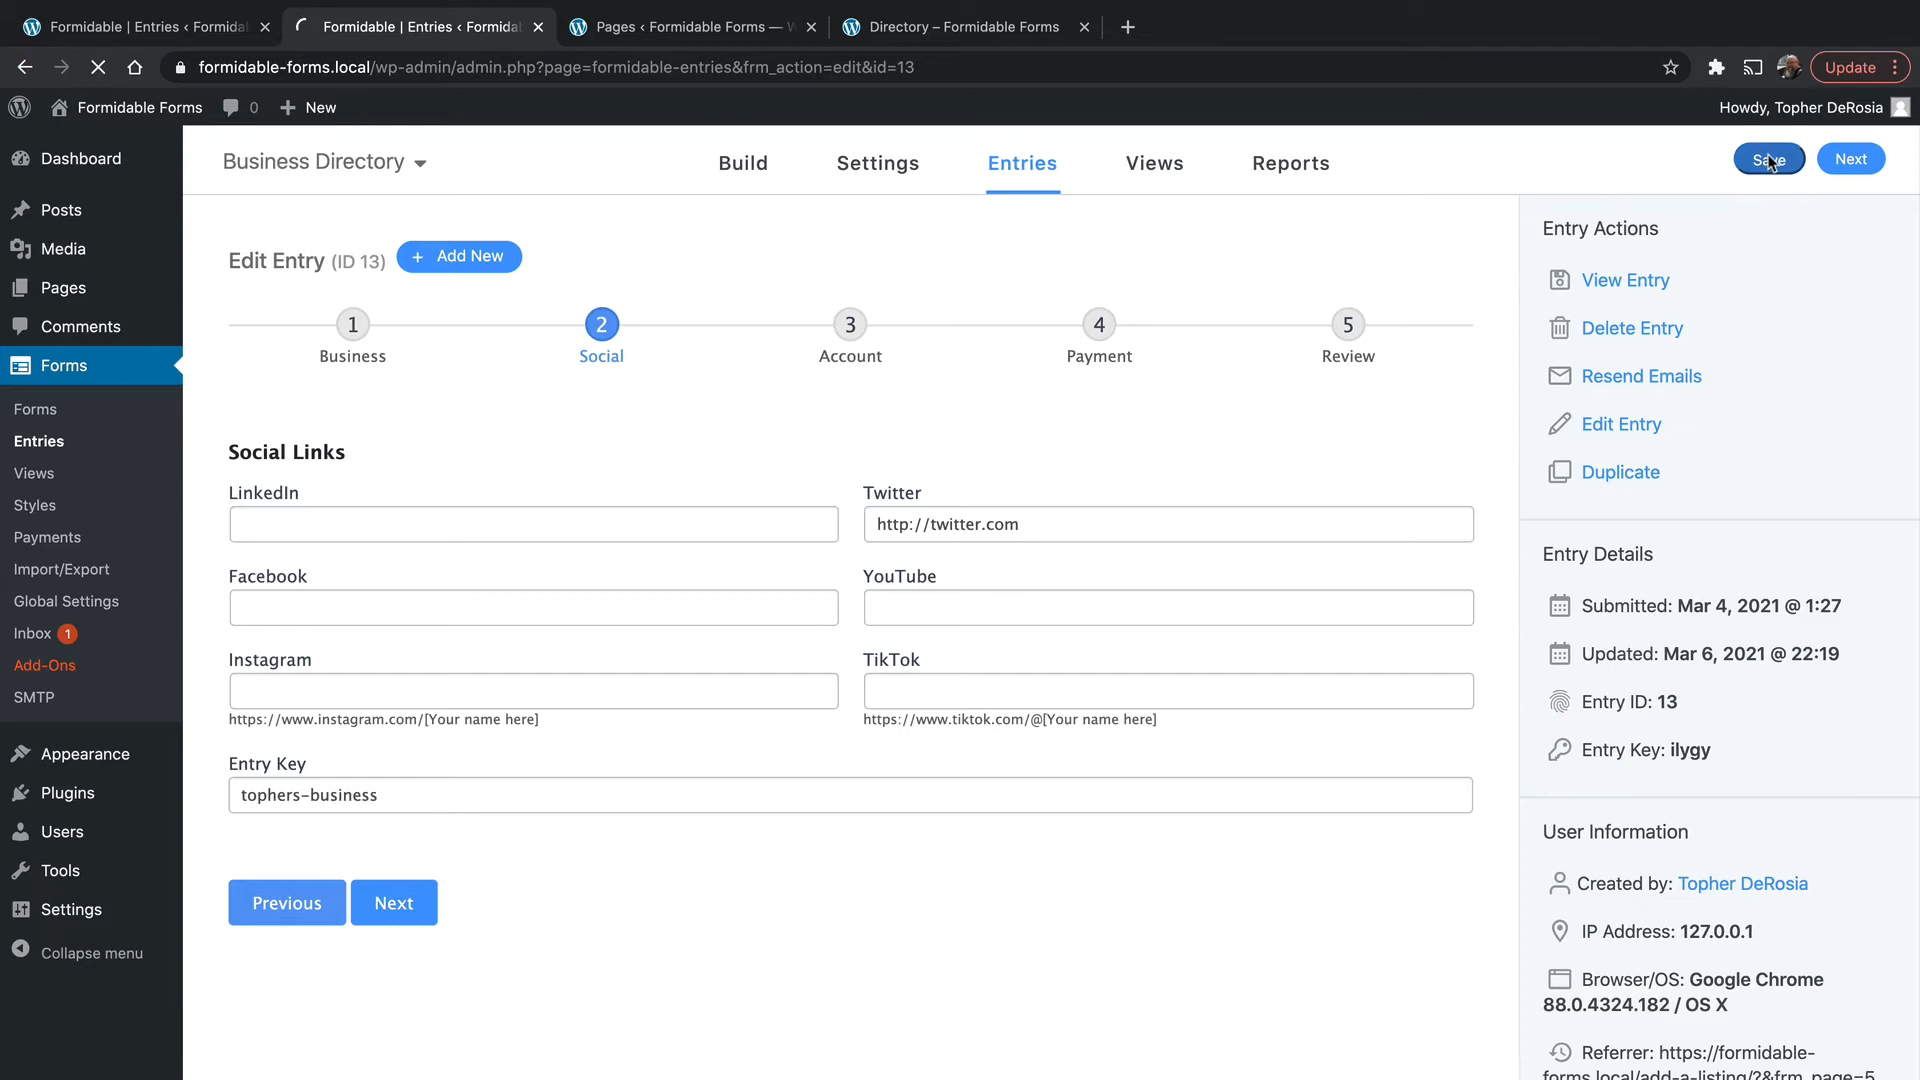 Formidable | Entries ‹ Formida
Formidable | Entries ‹ Formida
Pages ‹ Formidable Forms —
Directory – Formidable Forms
formidable-forms.local/wp-admin/admin.php?page=formidable-entries&frm_action=edit&id=13
Update
Formidable Forms
0
New
Howdy, Topher DeRosia
Dashboard
Posts
Media
Pages
Comments
Forms
Forms
Entries
Views
Styles
Payments
Import/Export
Global Settings
Inbox 1
Add-Ons
SMTP
Appearance
Plugins
Users
Tools
Settings
Collapse menu
Business Directory
Build
Settings
Entries
Views
Reports
Save
Next
Edit Entry (ID 13)
+ Add New
1
Business
2
Social
3
Account
4
Payment
5
Review
Social Links
LinkedIn
Twitter
http://twitter.com
Facebook
YouTube
Instagram
TikTok
https://www.instagram.com/[Your name here]
https://www.tiktok.com/@[Your name here]
Entry Key
tophers-business
Previous
Next
Entry Actions
View Entry
Delete Entry
Resend Emails
Edit Entry
Duplicate
Entry Details
Submitted: Mar 4, 2021 @ 1:27
Updated: Mar 6, 2021 @ 22:19
Entry ID: 13
Entry Key: ilygy
User Information
Created by: Topher DeRosia
IP Address: 127.0.0.1
Browser/OS: Google Chrome
88.0.4324.182 / OS X
Referrer: https://formidable-
forms.local/add-a-listing/?&frm_page=5